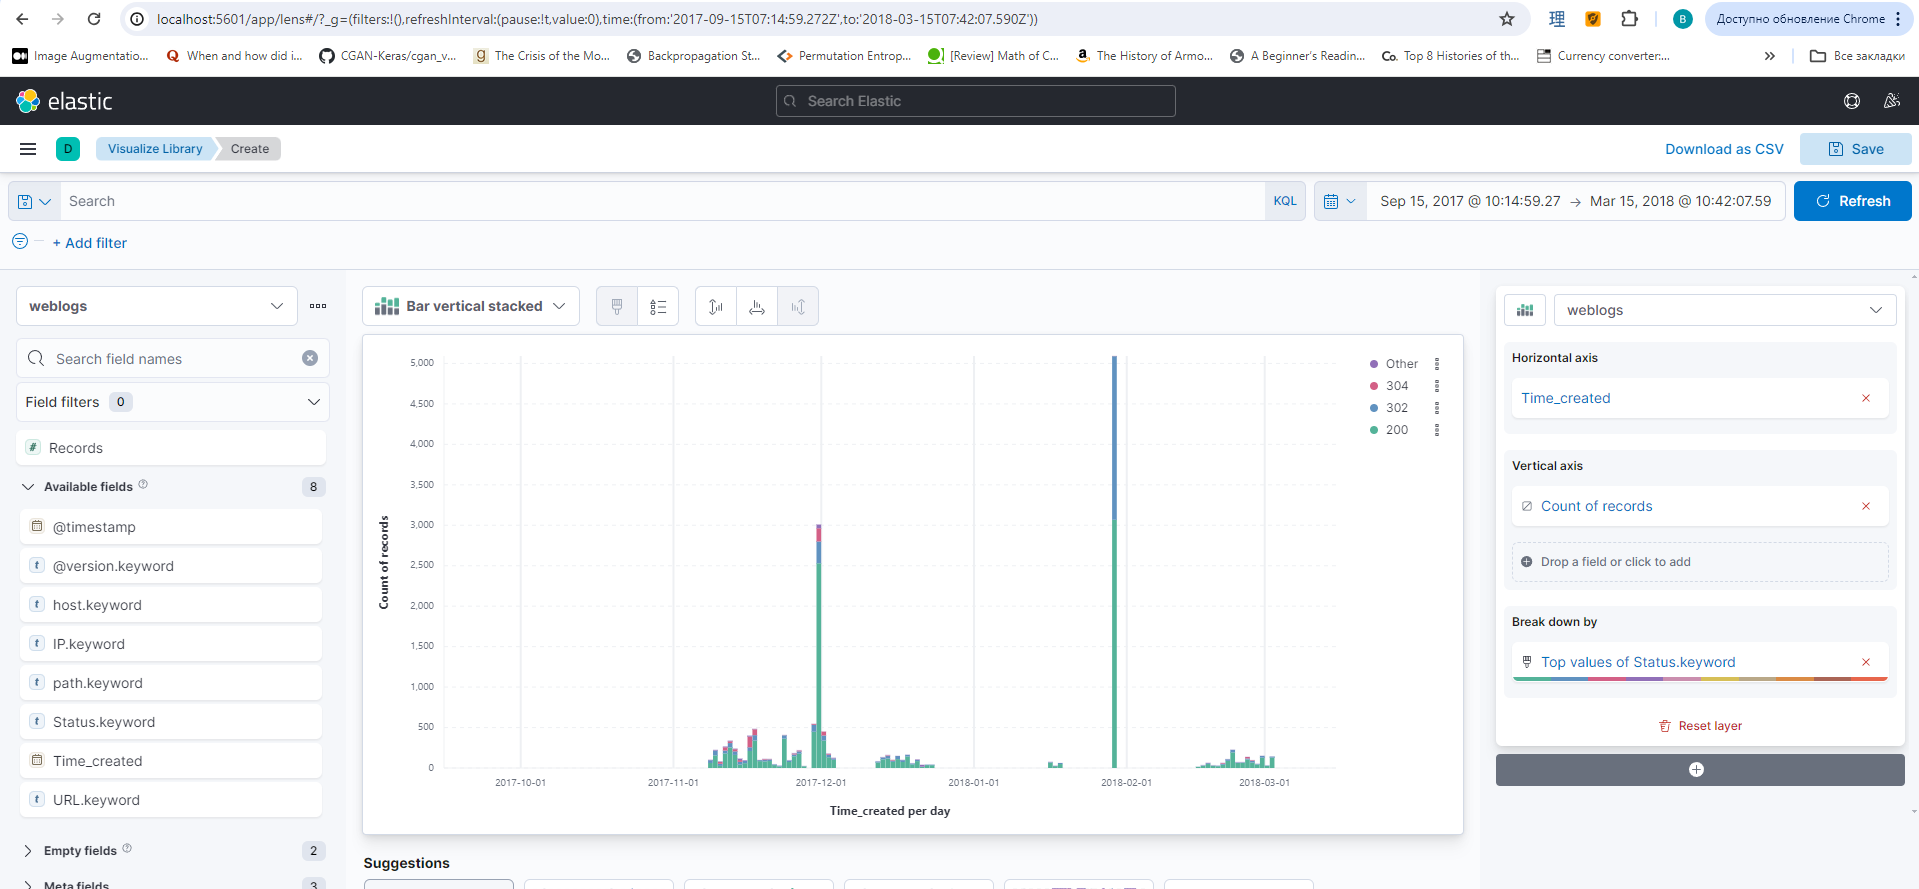 localhost:5601/app/lens#/?_g=(filters:!(),refreshInterval:(pause:!t,value:0),time:(from:'2017-09-15T07:14:59.272Z',to:'2018-03-15T07:42:07.590Z'))
理
B
Доступно обновление Chrome
Image Augmentatio...
When and how did i...
CGAN-Keras/cgan_v...
The Crisis of the Mo...
Backpropagation St...
Permutation Entrop...
[Review] Math of C...
The History of Armo...
A Beginner's Readin...
Co. Top 8 Histories of th...
Currency converter:...
Все закладки
elastic
Search Elastic
D
Visualize Library
Create
Download as CSV
Save
Search
KQL
Sep 15, 2017 @ 10:14:59.27 → Mar 15, 2018 @ 10:42:07.59
Refresh
+ Add filter
weblogs
Search field names
Field filters 0
# Records
Available fields 8
@timestamp
t @version.keyword
t host.keyword
t IP.keyword
t path.keyword
t Status.keyword
Time_created
t URL.keyword
Empty fields 2
Meta fields 3
Bar vertical stacked
5,000
4,500
4,000
3,500
3,000
2,500
2,000
1,500
1,000
500
0
Count of records
2017-10-01
2017-11-01
2017-12-01
2018-01-01
2018-02-01
2018-03-01
Time_created per day
Other
304
302
200
Suggestions
weblogs
Horizontal axis
Time_created
Vertical axis
Count of records
Drop a field or click to add
Break down by
Top values of Status.keyword
Reset layer